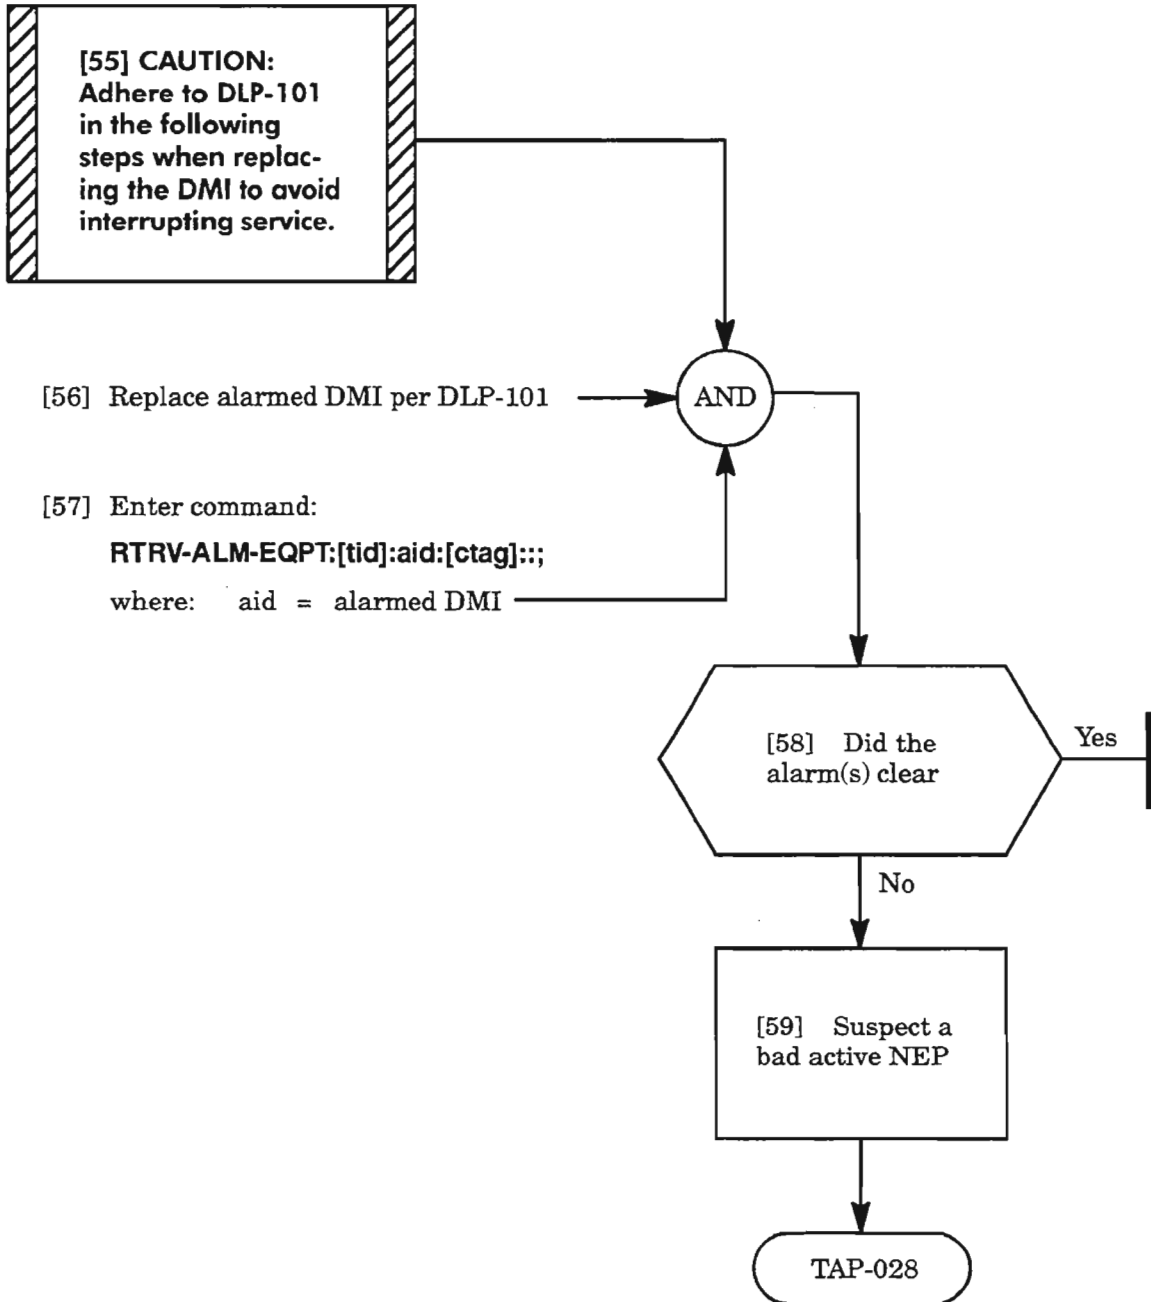 [55] CAUTION:
Adhere to DLP-101
in the following
steps when replac-
ing the DMI to avoid
interrupting service.
[56] Replace alarmed DMI per DLP-101
AND
[57] Enter command:
RTRV-ALM-EQPT:[tid]:aid:[ctag]::;
where: aid = alarmed DMI
[58] Did the
alarm(s) clear
Yes
No
[59] Suspect a
bad active NEP
TAP-028